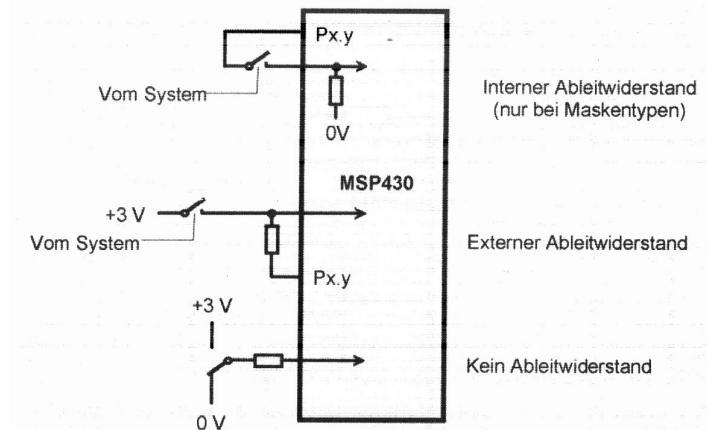 Px.y
Vom System
0V
Interner Ableitwiderstand
(nur bei Maskentypen)
MSP430
+3 V
Vom System
Externer Ableitwiderstand
Px.y
+3 V
Kein Ableitwiderstand
0 V